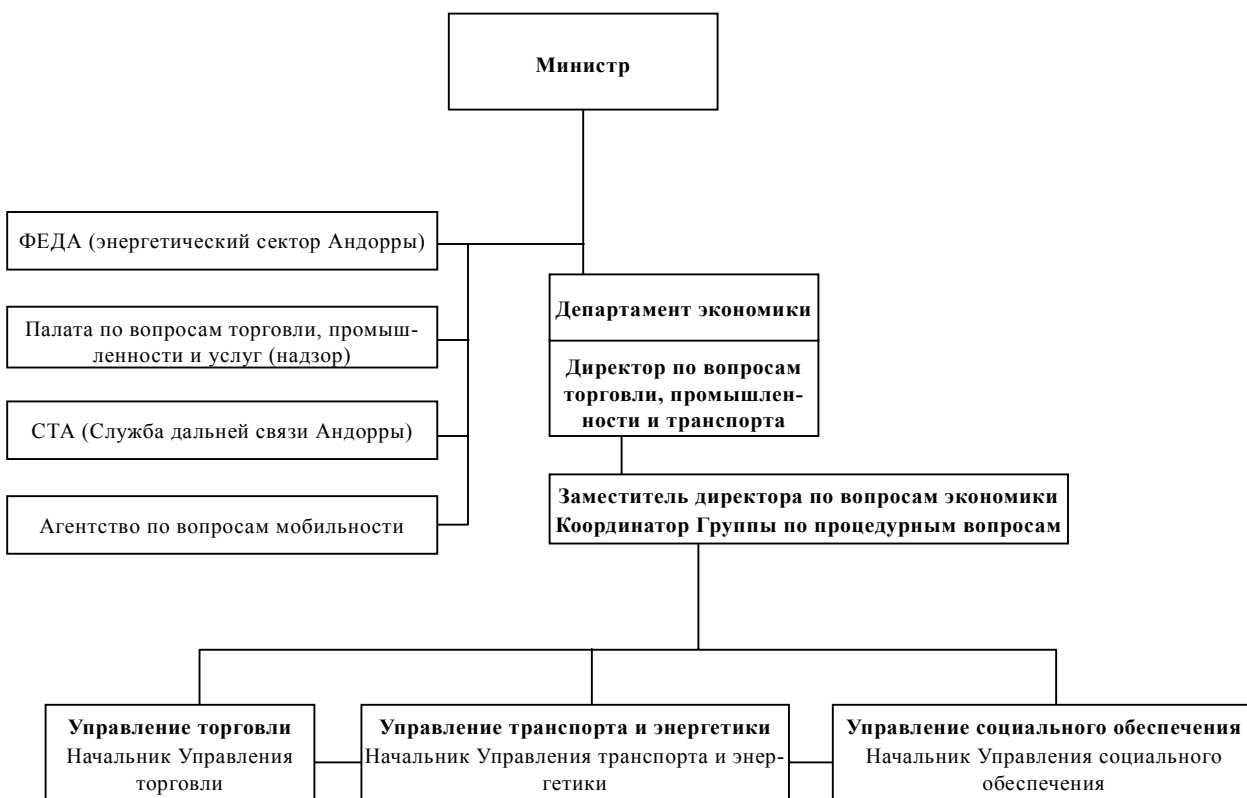 Министр
ФЕДА (энергетический сектор Андорры)
Палата по вопросам торговли, промыш-
ленности и услуг (надзор)
СТА (Служба дальней связи Андорры)
Агентство по вопросам мобильности
Департамент экономики
Директор по вопросам
торговли, промышлен-
ности и транспорта
Заместитель директора по вопросам экономики
Координатор Группы по процедурным вопросам
Управление торговли
Начальник Управления
торговли
Управление транспорта и энергетики
Начальник Управления транспорта и энер-
гетики
Управление социального обеспечения
Начальник Управления социального
обеспечения